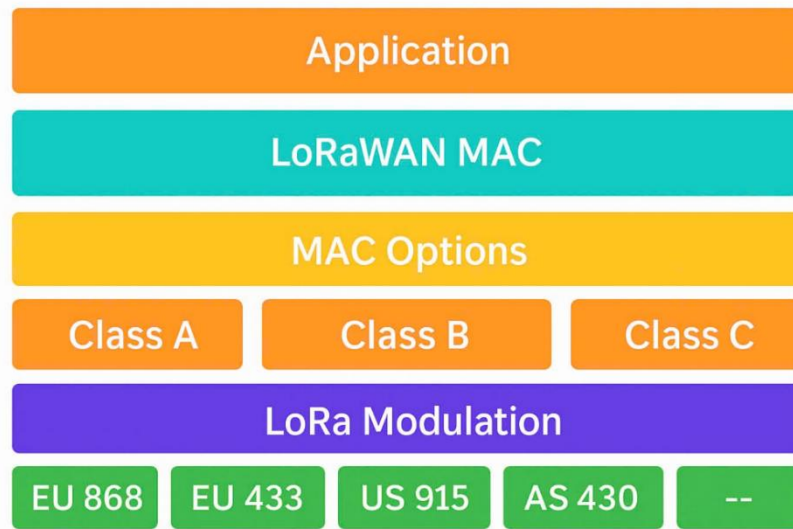 Application
LoRaWAN MAC
MAC Options
Class A Class B Class C
LoRa Modulation
EU 868 EU 433 US 915 AS 430 --